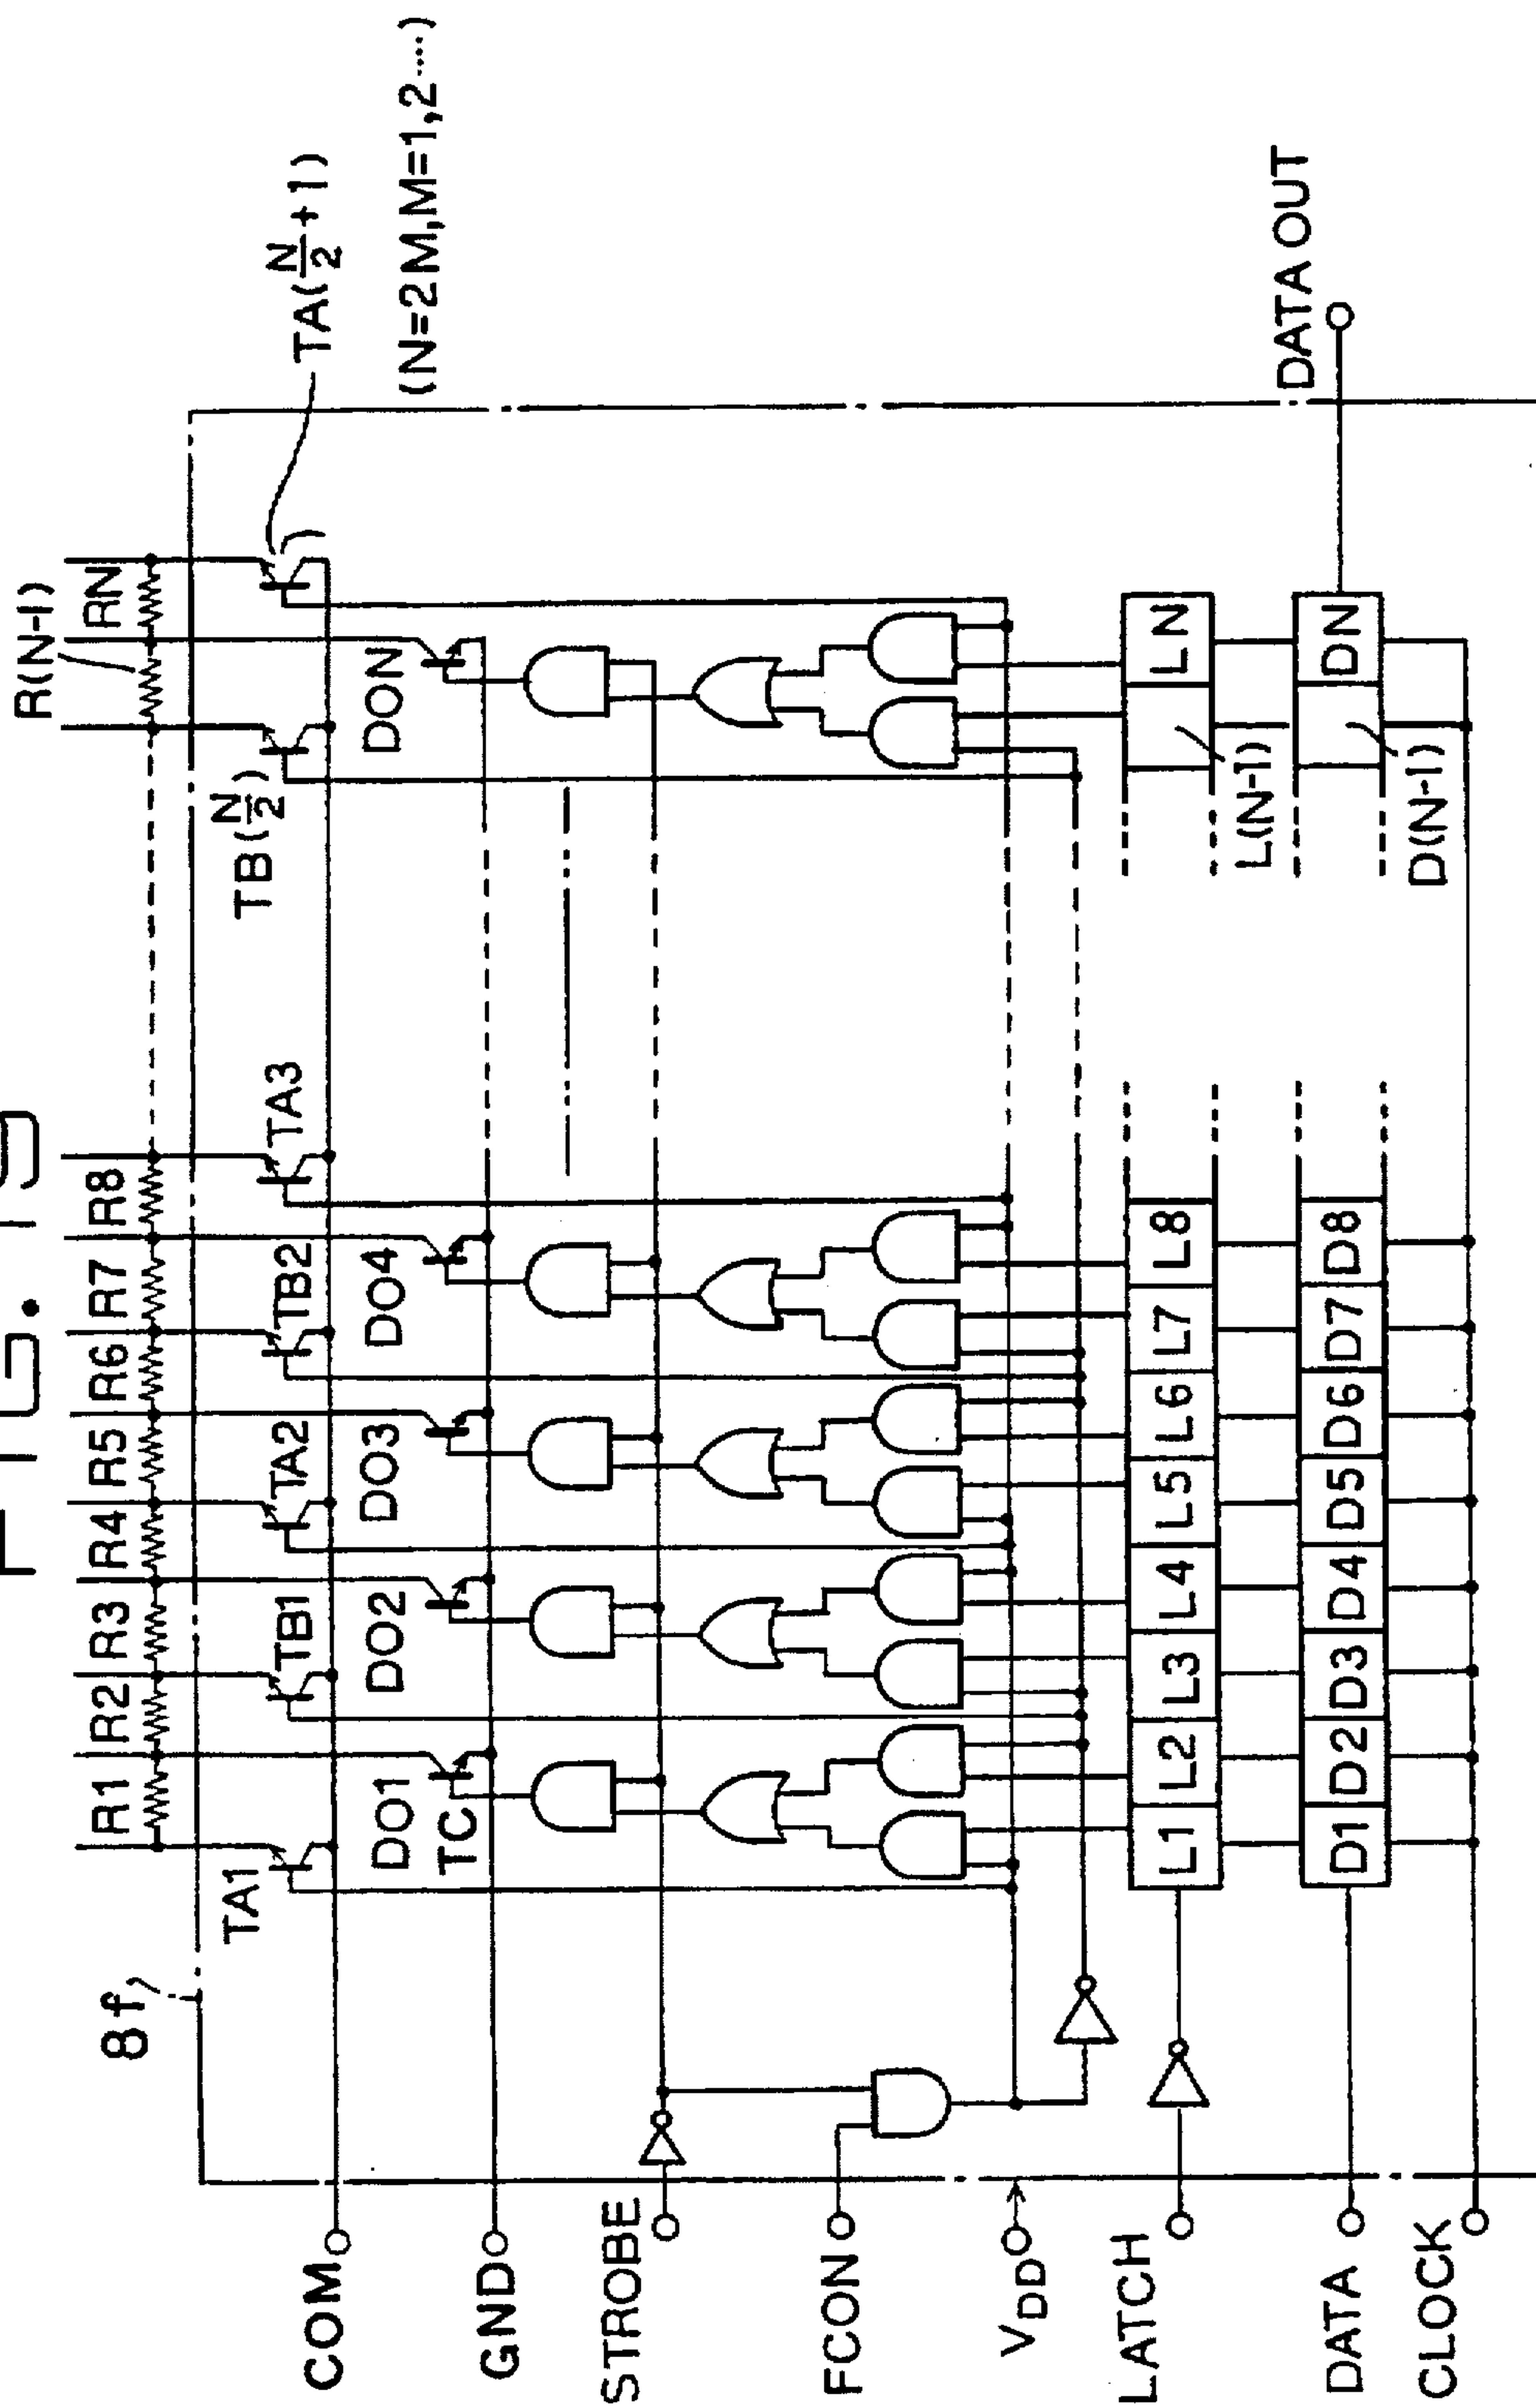 FIG. 19
8f
R1 R2 R3 R4 R5 R6 R7 R8 R(N-1) RN
TA1 TB1 TA2 TB2 TA3 TB(N/2) TA(N/2+1)
(N=2M,M=1,2····)
COM
DO1 DO2 DO3 DO4 DON
TC
GND
STROBE
FCON
VDD
LATCH
L1 L2 L3 L4 L5 L6 L7 L8 L(N-1) LN
DATA
D1 D2 D3 D4 D5 D6 D7 D8 D(N-1) DN
DATA OUT
CLOCK